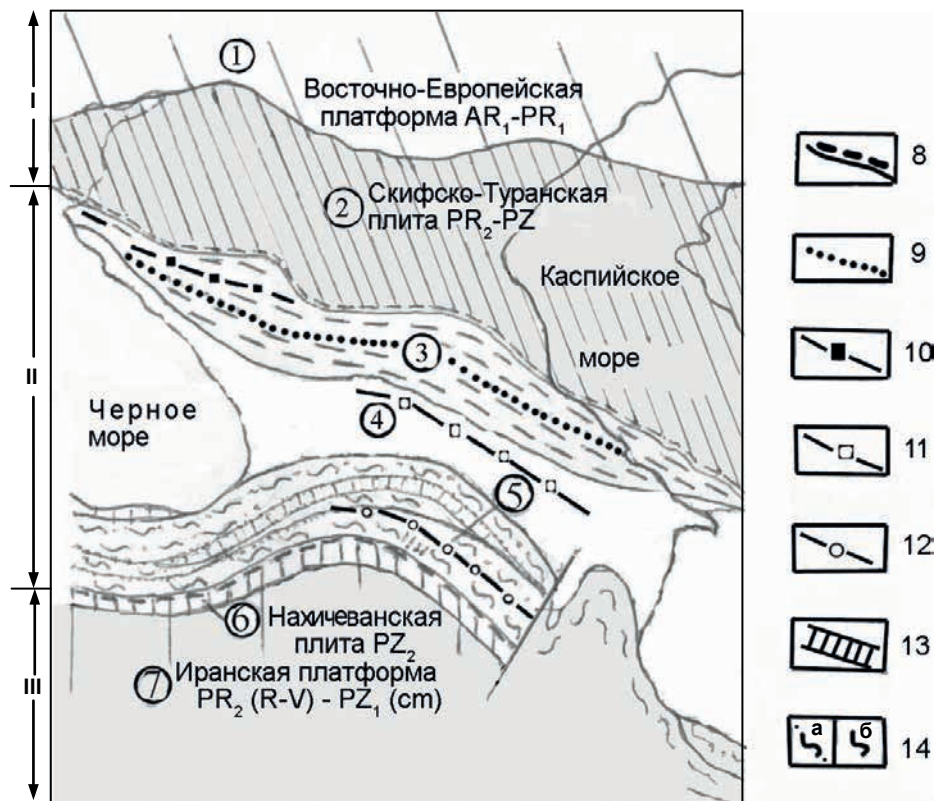 I
II
III
1
Восточно-Европейская
платформа AR₁-PR₁
2 Скифско-Туранская
плита PR₂-PZ
Каспийское
море
3
4
5
Черное
море
6 Нахичеванская
плита PZ₂
7 Иранская платформа
PR₂ (R-V) - PZ₁ (cm)
8
9
10
11
12
13
а б 14